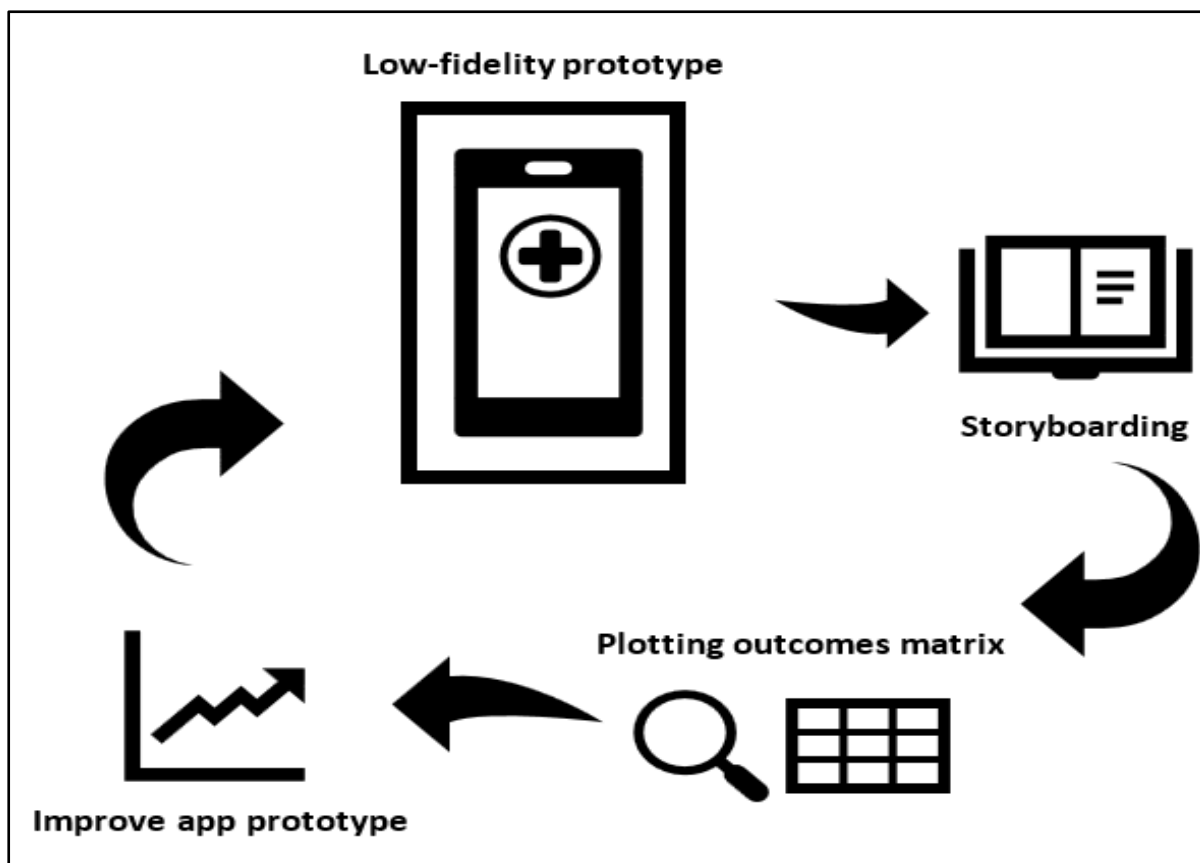 Low-fidelity prototype
Storyboarding
Plotting outcomes matrix
Improve app prototype